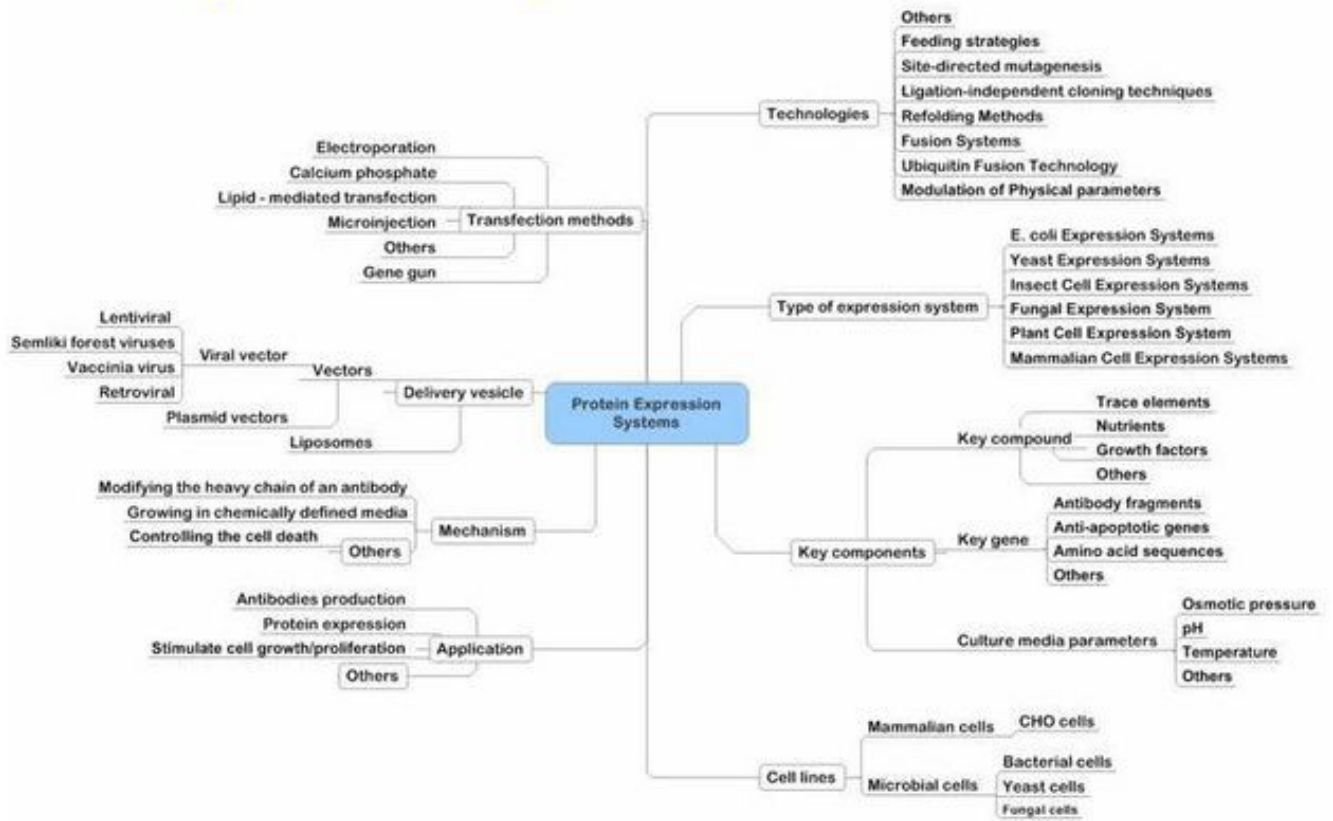 Others
Feeding strategies
Site-directed mutagenesis
Ligation-independent cloning techniques
Technologies
Refolding Methods
Fusion Systems
Ubiquitin Fusion Technology
Modulation of Physical parameters
Electroporation
Calcium phosphate
Lipid - mediated transfection
Transfection methods
Microinjection
Others
Gene gun
E. coli Expression Systems
Yeast Expression Systems
Insect Cell Expression Systems
Type of expression system
Fungal Expression System
Plant Cell Expression System
Mammalian Cell Expression Systems
Lentiviral
Semliki forest viruses
Viral vector
Vaccinia virus
Retroviral
Vectors
Plasmid vectors
Delivery vesicle
Liposomes
Protein Expression
Systems
Trace elements
Nutrients
Key compound
Growth factors
Others
Modifying the heavy chain of an antibody
Growing in chemically defined media
Mechanism
Controlling the cell death
Others
Antibody fragments
Anti-apoptotic genes
Key components
Key gene
Amino acid sequences
Others
Antibodies production
Protein expression
Application
Stimulate cell growth/proliferation
Others
Osmotic pressure
pH
Culture media parameters
Temperature
Others
Mammalian cells
CHO cells
Cell lines
Microbial cells
Bacterial cells
Yeast cells
Fungal cells